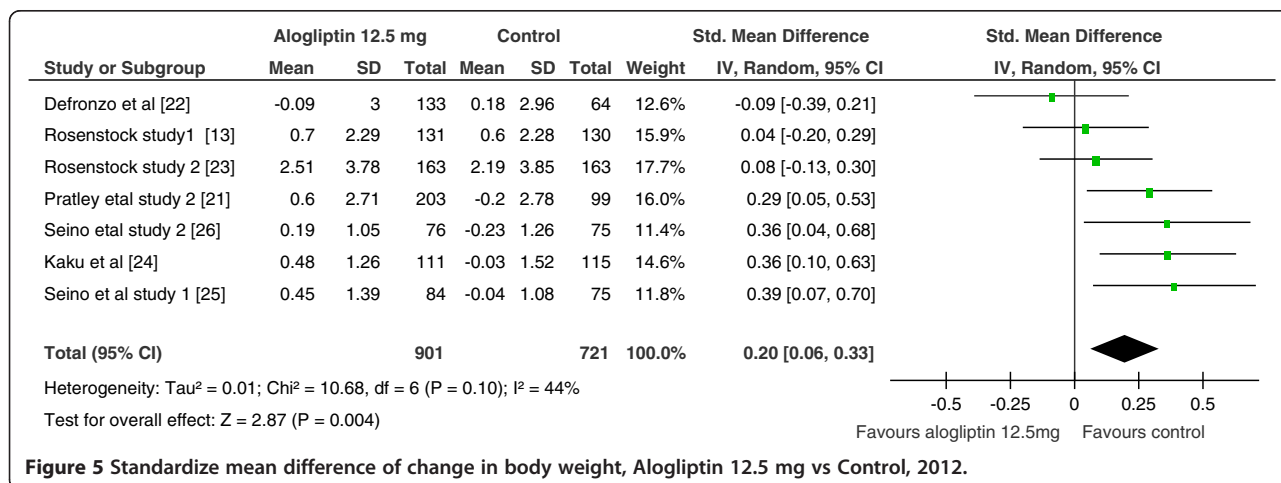 Alogliptin 12.5 mg Control Std. Mean Difference Std. Mean Difference
Study or Subgroup Mean SD Total Mean SD Total Weight IV, Random, 95% CI IV, Random, 95% CI
Defronzo et al [22] -0.09 3 133 0.18 2.96 64 12.6% -0.09 [-0.39, 0.21]
Rosenstock study1 [13] 0.7 2.29 131 0.6 2.28 130 15.9% 0.04 [-0.20, 0.29]
Rosenstock study 2 [23] 2.51 3.78 163 2.19 3.85 163 17.7% 0.08 [-0.13, 0.30]
Pratley etal study 2 [21] 0.6 2.71 203 -0.2 2.78 99 16.0% 0.29 [0.05, 0.53]
Seino etal study 2 [26] 0.19 1.05 76 -0.23 1.26 75 11.4% 0.36 [0.04, 0.68]
Kaku et al [24] 0.48 1.26 111 -0.03 1.52 115 14.6% 0.36 [0.10, 0.63]
Seino et al study 1 [25] 0.45 1.39 84 -0.04 1.08 75 11.8% 0.39 [0.07, 0.70]
Total (95% CI) 901 721 100.0% 0.20 [0.06, 0.33]
Heterogeneity: Tau² = 0.01; Chi² = 10.68, df = 6 (P = 0.10); I² = 44%
Test for overall effect: Z = 2.87 (P = 0.004)
-0.5 -0.25 0 0.25 0.5
Favours alogliptin 12.5mg Favours control
Figure 5 Standardize mean difference of change in body weight, Alogliptin 12.5 mg vs Control, 2012.